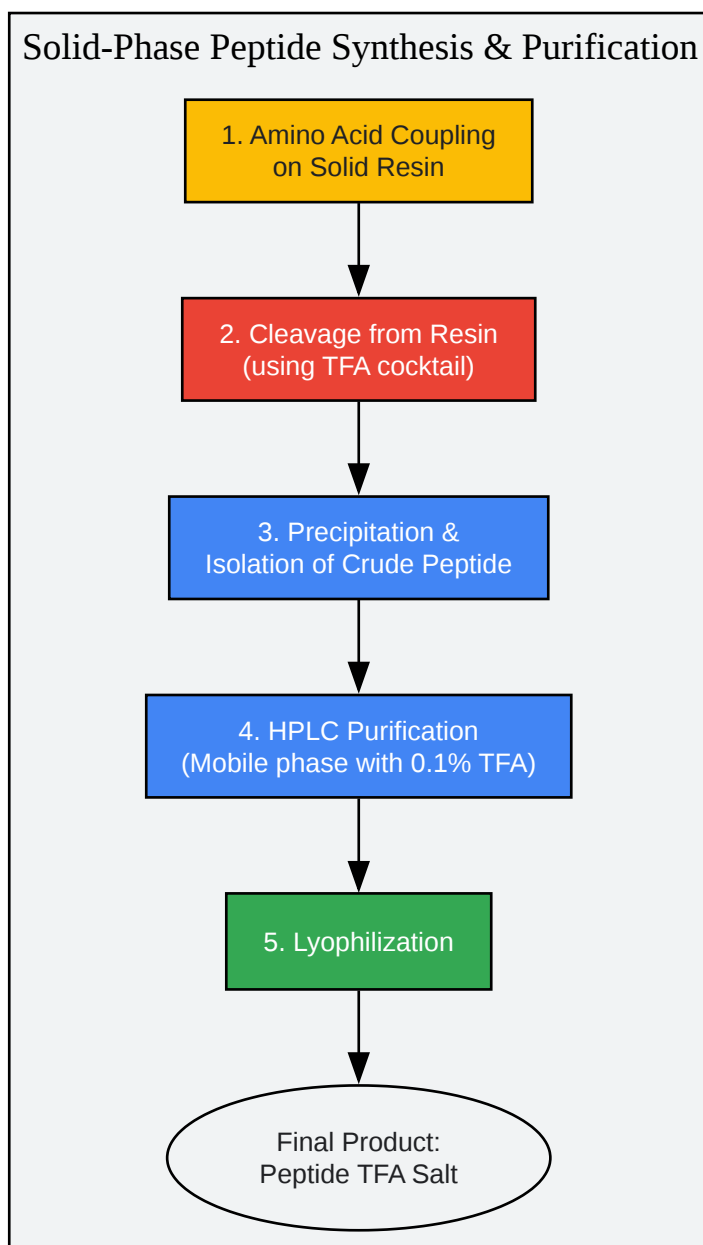 Solid-Phase Peptide Synthesis & Purification
1. Amino Acid Coupling
on Solid Resin
2. Cleavage from Resin
(using TFA cocktail)
3. Precipitation &
Isolation of Crude Peptide
4. HPLC Purification
(Mobile phase with 0.1% TFA)
5. Lyophilization
Final Product:
Peptide TFA Salt